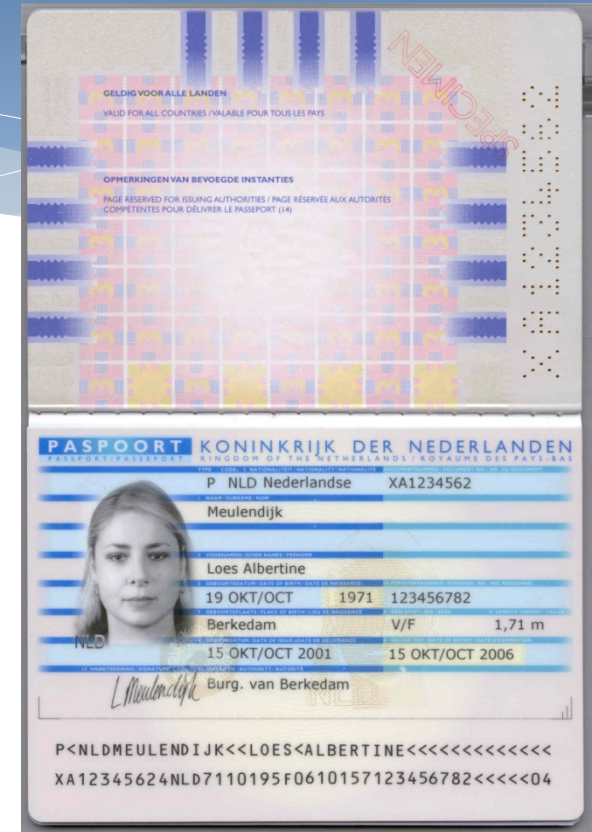 SPECIMEN
GELDIG VOOR ALLE LANDEN
VALID FOR ALL COUNTRIES / VALABLE POUR TOUS LES PAYS
OPMERKINGEN VAN BEVOEGDE INSTANTIES
PAGE RESERVED FOR ISSUING AUTHORITIES / PAGE RÉSERVÉE AUX AUTORITÉS
COMPÉTENTES POUR DÉLIVRER LE PASSEPORT (14)
XA1234562
PASPOORT KONINKRIJK DER NEDERLANDEN
PASSPORT/PASSEPORT KINGDOM OF THE NETHERLANDS / ROYAUME DES PAYS-BAS
P NLD Nederlandse XA1234562
Meulendijk
Loes Albertine
19 OKT/OCT 1971 123456782
Berkedam V/F 1,71 m
15 OKT/OCT 2001 15 OKT/OCT 2006
NLD
L Meulendijk Burg. van Berkedam
P<NLDMEULENDIJK<<LOES<ALBERTINE<<<<<<<<<<<<<
XA12345624NLD7110195F0610157123456782<<<<<04